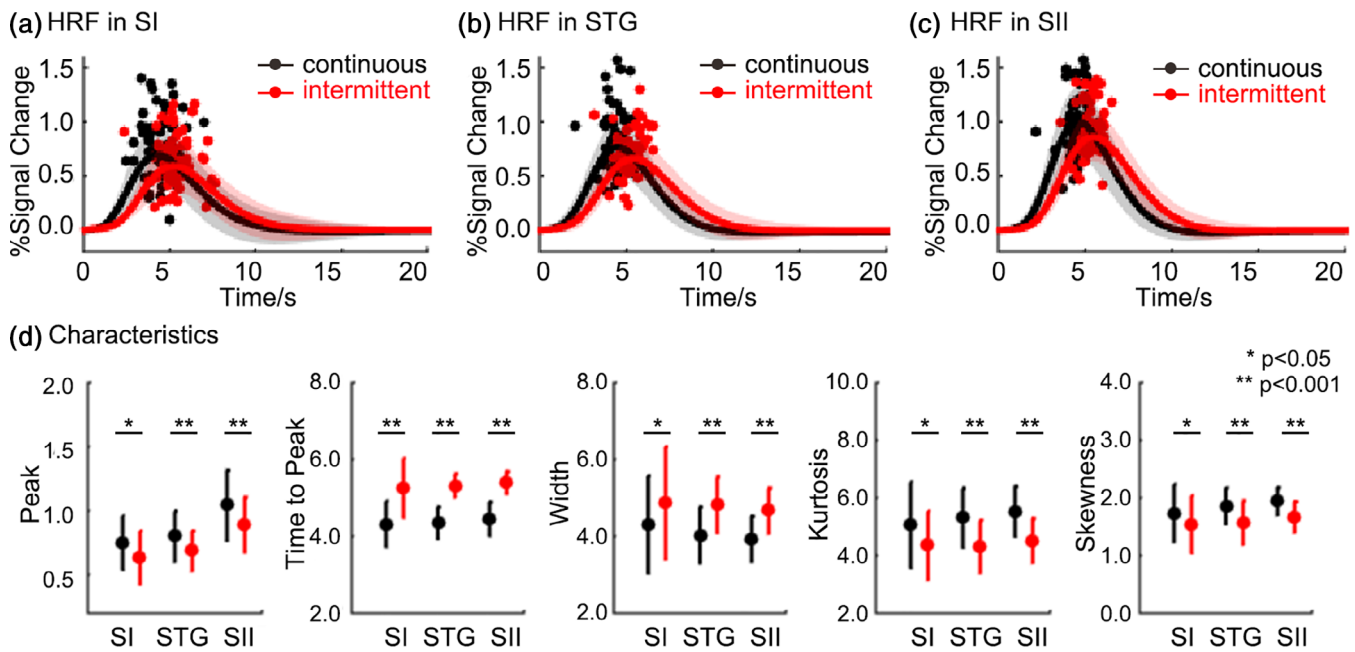 (a) HRF in SI
(b) HRF in STG
(c) HRF in SII
%Signal Change
1.5
1.0
0.5
0.0
continuous
intermittent
0 5 10 15 20
Time/s
%Signal Change
1.5
1.0
0.5
0.0
continuous
intermittent
0 5 10 15 20
Time/s
%Signal Change
1.5
1.0
0.5
0.0
continuous
intermittent
0 5 10 15 20
Time/s
(d) Characteristics
* p<0.05
** p<0.001
Peak
2.0
1.5
1.0
0.5
* ** **
SI STG SII
Time to Peak
8.0
6.0
4.0
2.0
** ** **
SI STG SII
Width
8.0
6.0
4.0
2.0
* ** **
SI STG SII
Kurtosis
10.0
8.0
6.0
4.0
2.0
* ** **
SI STG SII
Skewness
4.0
3.0
2.0
1.0
0.0
* ** **
SI STG SII